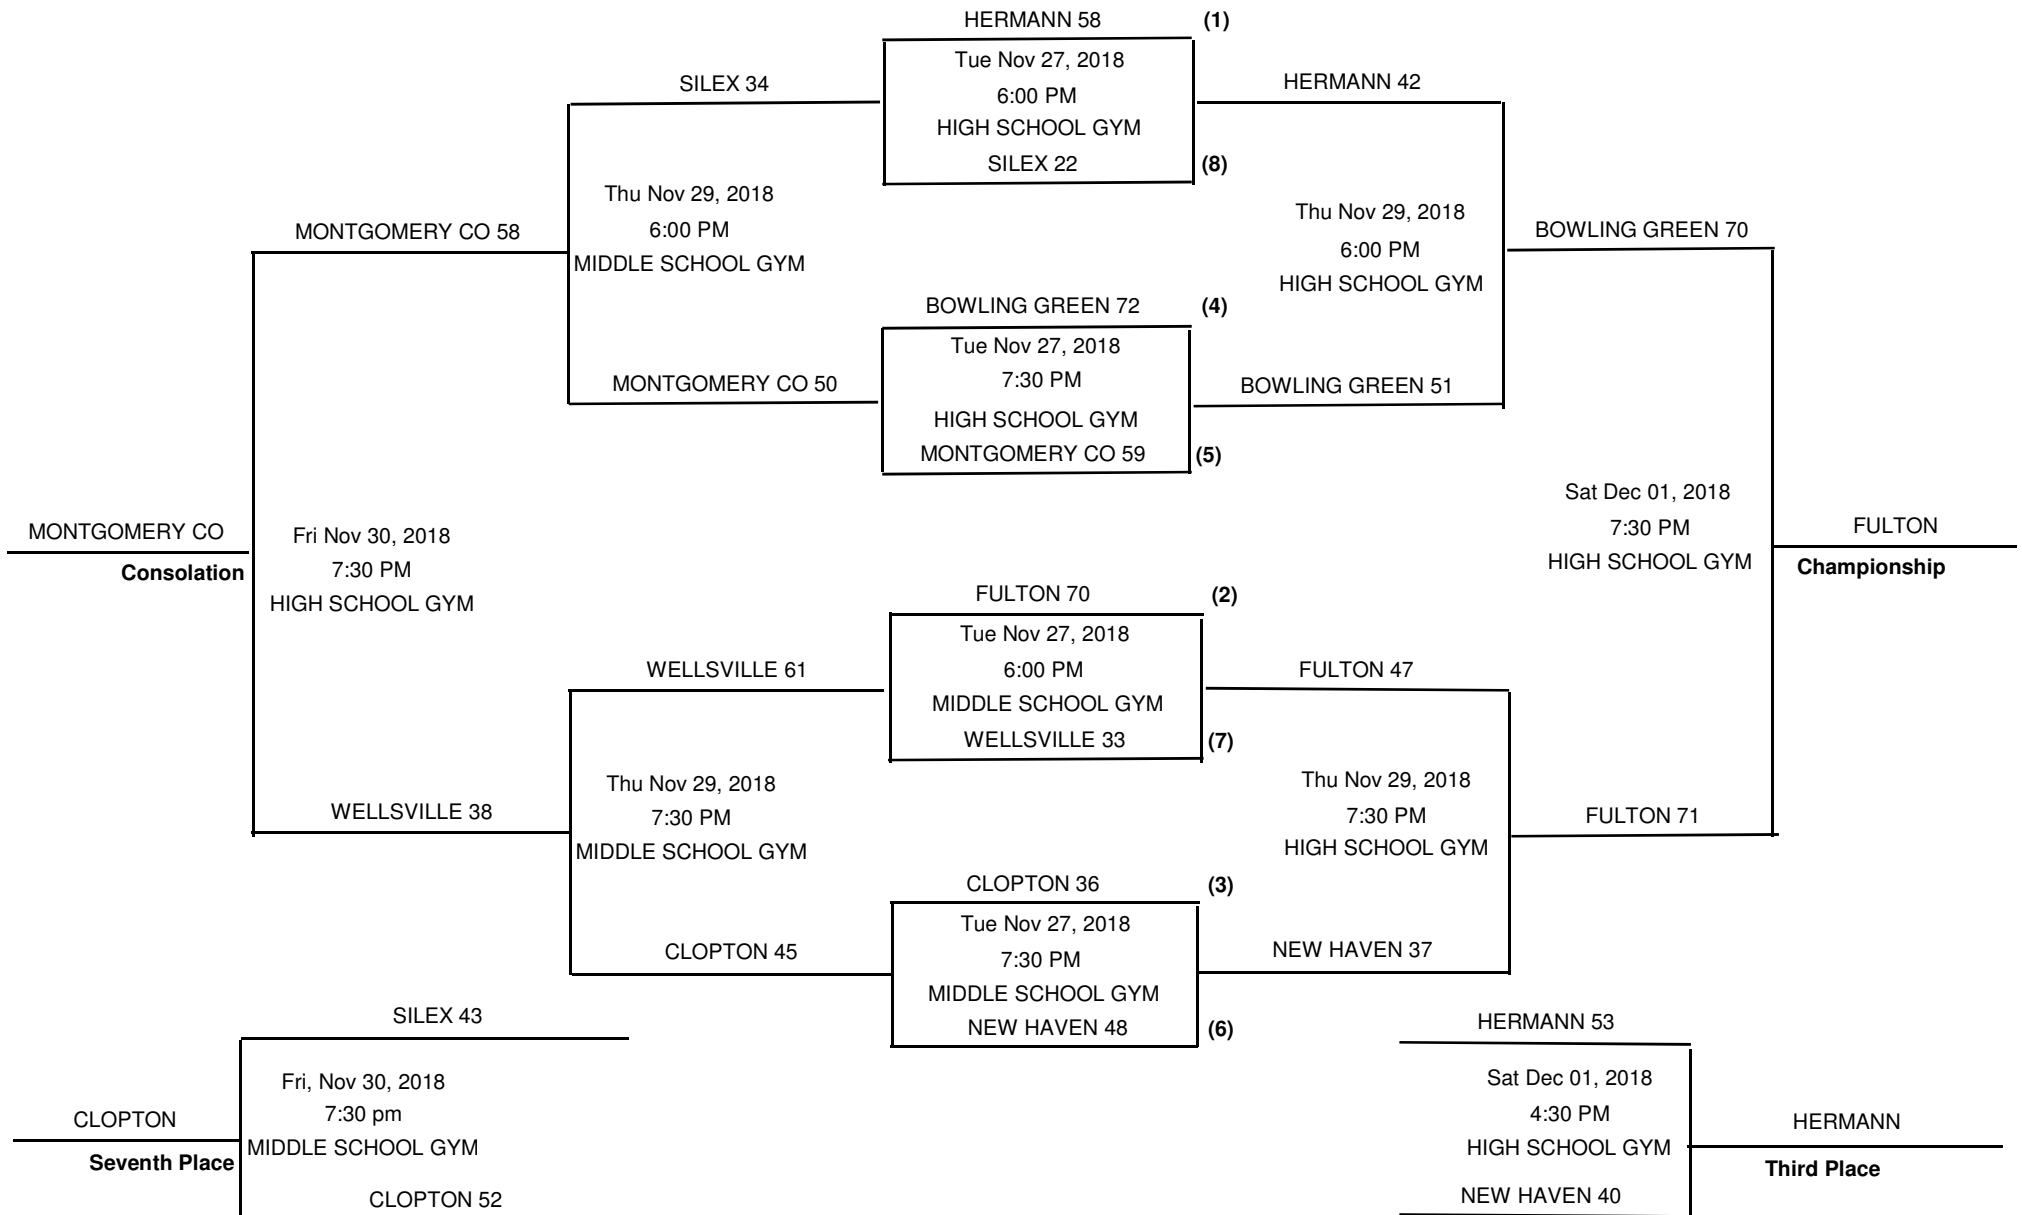 HERMANN 58 (1)
Tue Nov 27, 2018
6:00 PM
HIGH SCHOOL GYM
SILEX 22 (8)
SILEX 34
HERMANN 42
Thu Nov 29, 2018
6:00 PM
MIDDLE SCHOOL GYM
Thu Nov 29, 2018
6:00 PM
HIGH SCHOOL GYM
MONTGOMERY CO 58
BOWLING GREEN 70
BOWLING GREEN 72 (4)
Tue Nov 27, 2018
7:30 PM
HIGH SCHOOL GYM
MONTGOMERY CO 59 (5)
MONTGOMERY CO 50
BOWLING GREEN 51
MONTGOMERY CO
Consolation
Fri Nov 30, 2018
7:30 PM
HIGH SCHOOL GYM
Sat Dec 01, 2018
7:30 PM
HIGH SCHOOL GYM
FULTON
Championship
FULTON 70 (2)
Tue Nov 27, 2018
6:00 PM
MIDDLE SCHOOL GYM
WELLSVILLE 33 (7)
WELLSVILLE 61
FULTON 47
Thu Nov 29, 2018
7:30 PM
MIDDLE SCHOOL GYM
Thu Nov 29, 2018
7:30 PM
HIGH SCHOOL GYM
WELLSVILLE 38
FULTON 71
CLOPTON 36 (3)
Tue Nov 27, 2018
7:30 PM
MIDDLE SCHOOL GYM
NEW HAVEN 48 (6)
CLOPTON 45
NEW HAVEN 37
SILEX 43
Fri, Nov 30, 2018
7:30 pm
MIDDLE SCHOOL GYM
CLOPTON 52
CLOPTON
Seventh Place
HERMANN 53
Sat Dec 01, 2018
4:30 PM
HIGH SCHOOL GYM
NEW HAVEN 40
HERMANN
Third Place